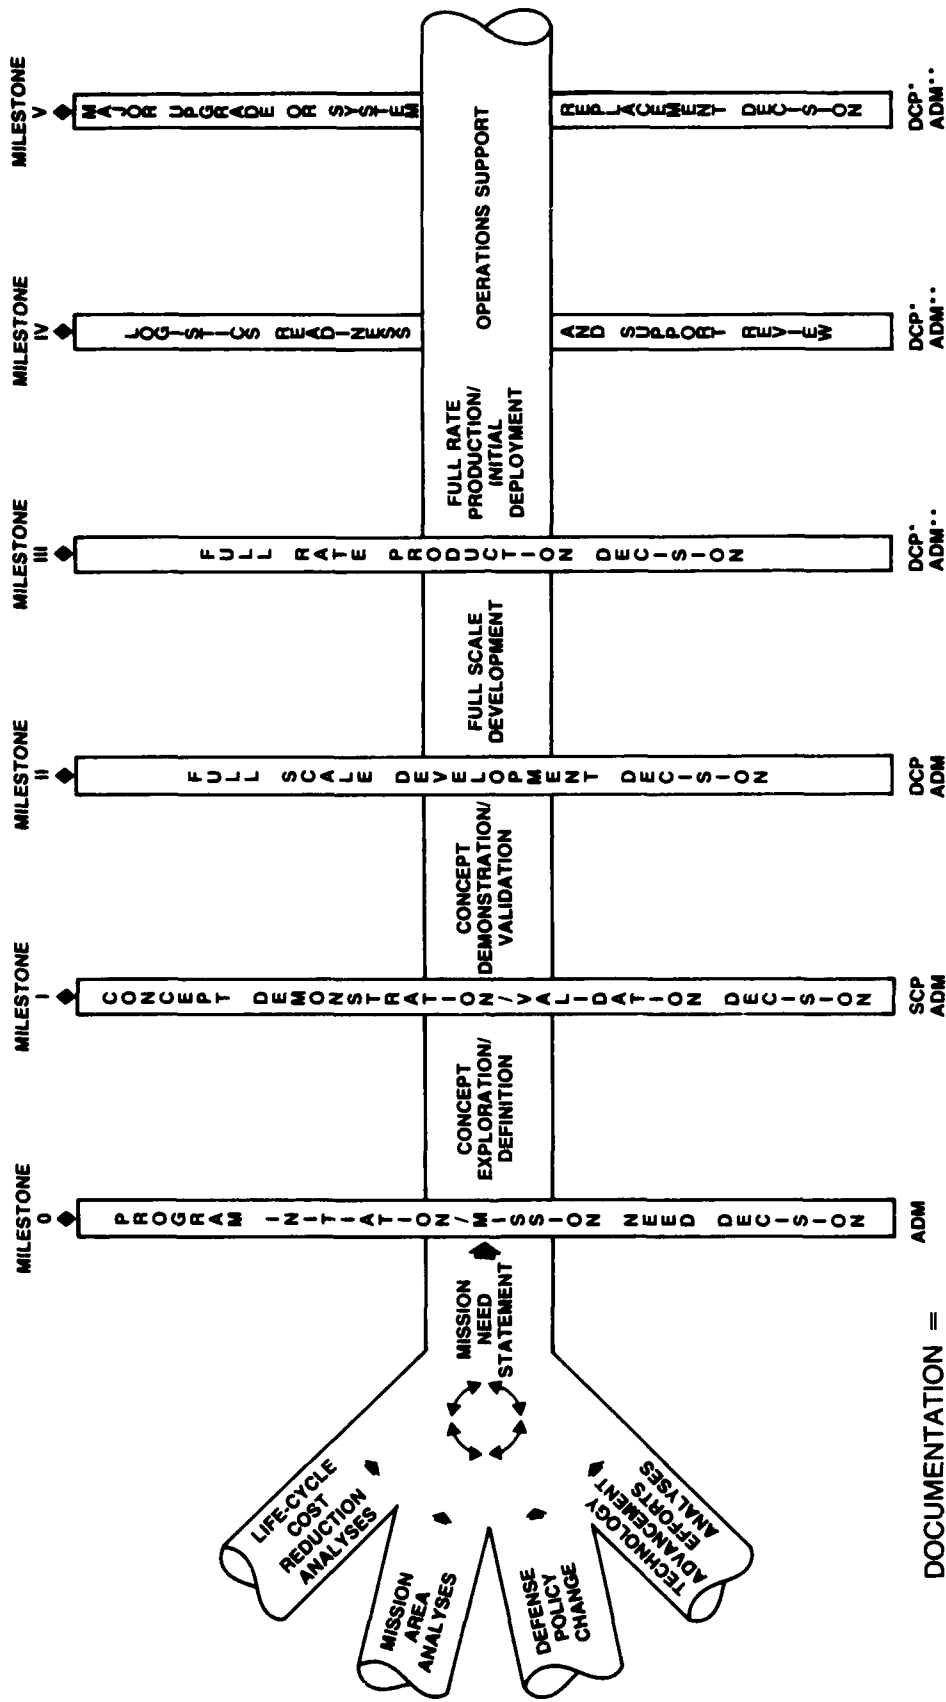 MILESTONE
0
MILESTONE
I
MILESTONE
II
MILESTONE
III
MILESTONE
IV
MILESTONE
V
LIFE-CYCLE
COST
REDUCTION
ANALYSES
MISSION
AREA
ANALYSES
DEFENSE
POLICY
CHANGE
TECHNOLOGY
ADVANCEMENT
EFFORTS
ANALYSES
MISSION
NEED
STATEMENT
PROGRAM INITIATION/MISSION NEED DECISION
CONCEPT
EXPLORATION/
DEFINITION
CONCEPT DEMONSTRATION/VALIDATION DECISION
CONCEPT
DEMONSTRATION/
VALIDATION
FULL SCALE DEVELOPMENT DECISION
FULL SCALE
DEVELOPMENT
FULL RATE PRODUCTION DECISION
FULL RATE
PRODUCTION/
INITIAL
DEPLOYMENT
LOGISTICS READINESS
AND SUPPORT REVIEW
OPERATIONS SUPPORT
MAJOR UPGRADE OR SYSTEM
REPLACEMENT DECISION
DOCUMENTATION =
ADM
SCP
ADM
DCP
ADM
DCP*
ADM**
DCP*
ADM**
DCP*
ADM**